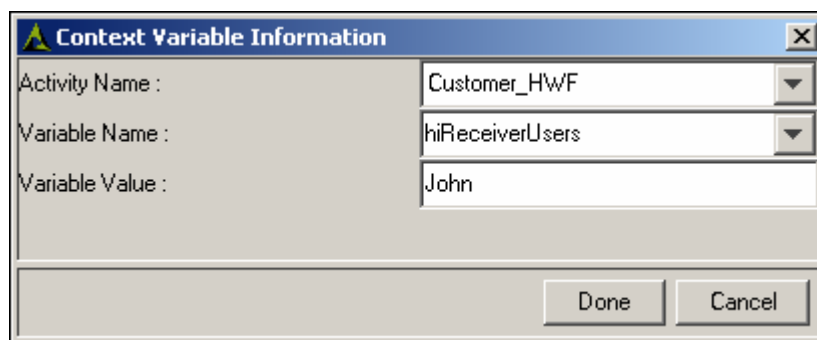 Context Variable Information
Activity Name : Customer_HWF
Variable Name : hiReceiverUsers
Variable Value : John
Done Cancel